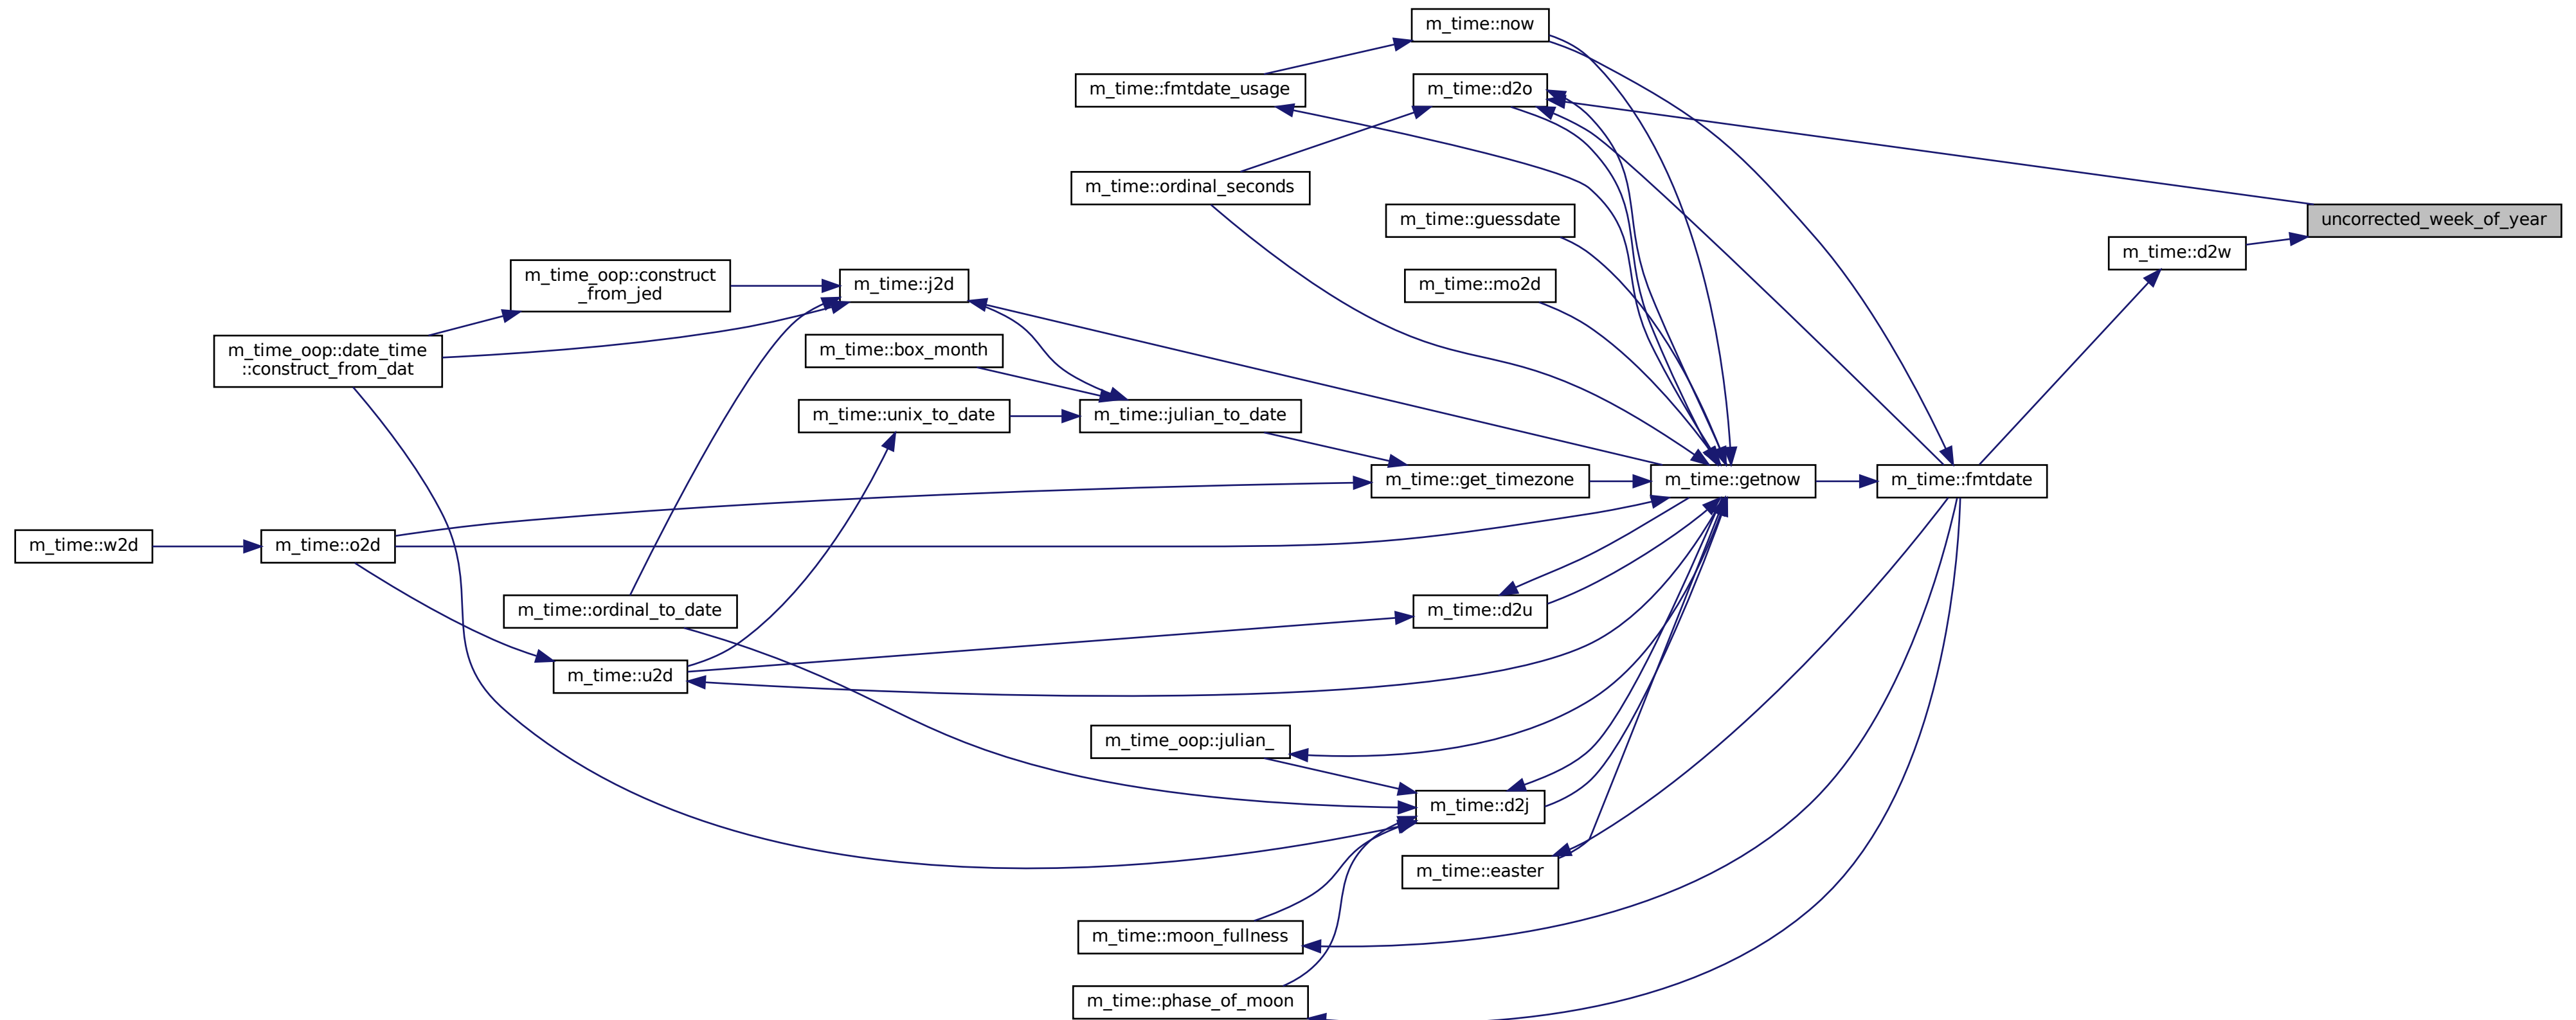 m_time::now
m_time::fmtdate_usage
m_time::d2o
m_time::ordinal_seconds
m_time::guessdate
uncorrected_week_of_year
m_time::d2w
m_time_oop::construct
_from_jed
m_time::j2d
m_time::mo2d
m_time_oop::date_time
::construct_from_dat
m_time::box_month
m_time::unix_to_date
m_time::julian_to_date
m_time::get_timezone
m_time::getnow
m_time::fmtdate
m_time::w2d
m_time::o2d
m_time::ordinal_to_date
m_time::d2u
m_time::u2d
m_time_oop::julian_
m_time::d2j
m_time::easter
m_time::moon_fullness
m_time::phase_of_moon